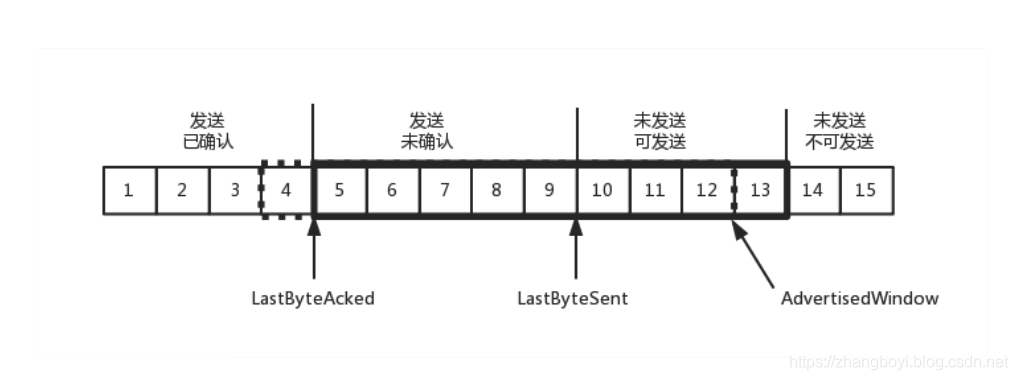 发送
已确认
发送
未确认
未发送
可发送
未发送
不可发送
1 2 3 4 5 6 7 8 9 10 11 12 13 14 15
LastByteAcked
LastByteSent
AdvertisedWindow
https://zhangboyi.blog.csdn.net